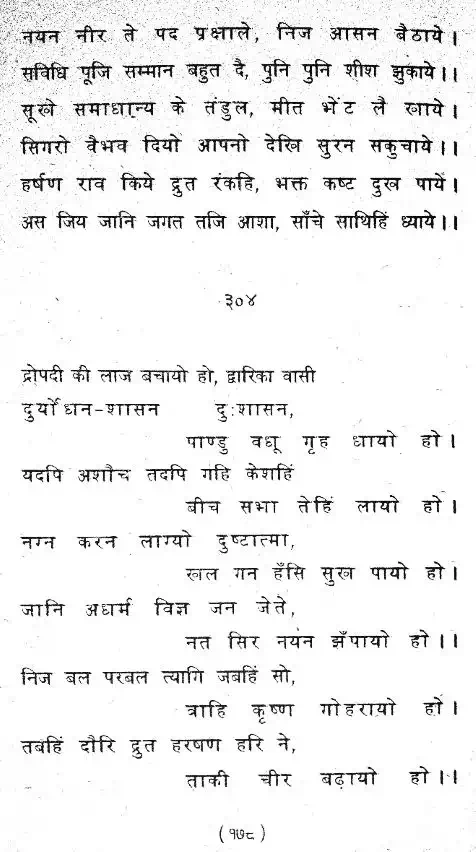 नयन नीर ते पद प्रक्षाले, निज आसन बैठाये।
सविधि पूजि सम्मान बहुत दै, पुनि पुनि शीश झुकाये।।
सूखे समाधान्य के तंडुल, मीत भेंट लै खाये।
सिगरो वैभव दियो आपनो देखि सुरन सकुचाये।।
हर्षण राव किये द्रुत रंकहि, भक्त कष्ट दुख पाये।
अस जिय जानि जगत तजि आशा, साँचे साथिहिं ध्याये।।
३०४
द्रोपदी की लाज बचायो हो, द्वारिका वासी
दुर्योधन-शासन दुःशासन,
पाण्डु वधू गृह धायो हो।
यदपि अशौच तदपि गहि केशहिं
बीच सभा तेहिं लायो हो।
नग्न करन लाग्यो दुष्टात्मा,
खल गन हँसि सुख पायो हो।
जानि अधर्म विज्ञ जन जेते,
नत सिर नयन झँपायो हो।।
निज बल परबल त्यागि जबहिं सो,
त्राहि कृष्ण गोहरायो हो।
तबहिं दौरि द्रुत हरषण हरि ने,
ताकी चीर बढ़ायो हो।।
(१७८)